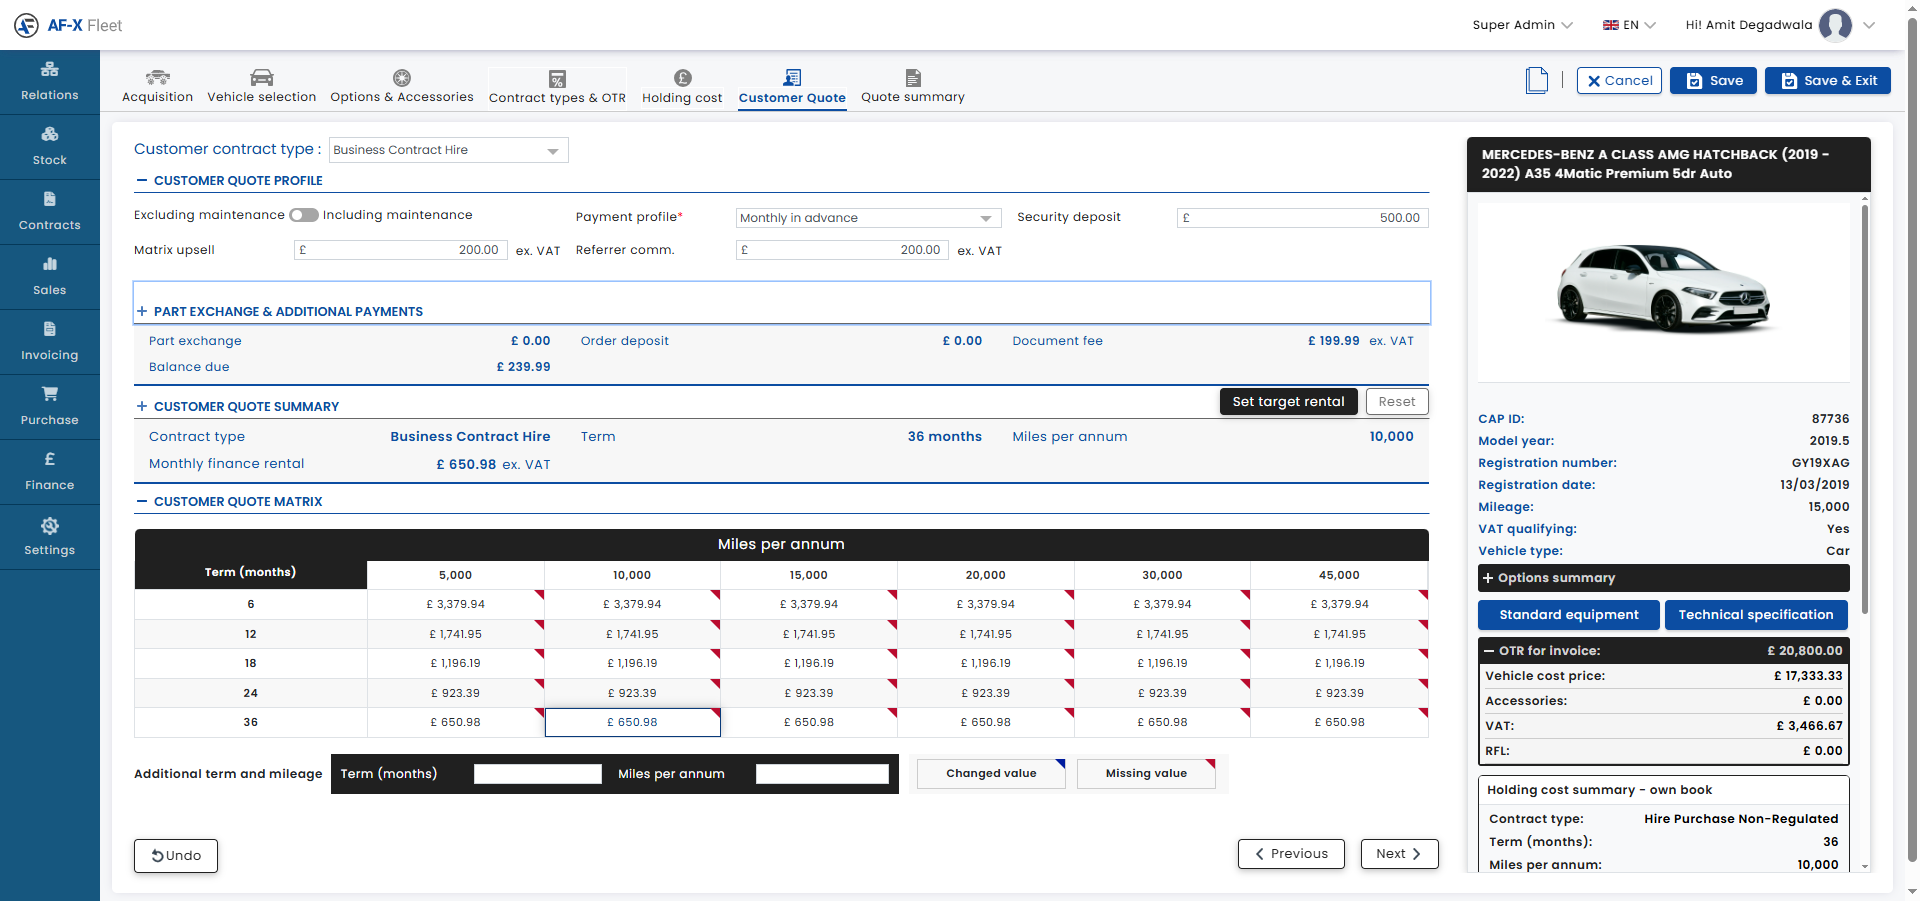 AF-X Fleet
Super Admin
EN
Hi! Amit Degadwala
Relations
Stock
Contracts
Sales
Invoicing
Purchase
£
Finance
Settings
Acquisition
Vehicle selection
Options & Accessories
Contract types & OTR
Holding cost
Customer Quote
Quote summary
Cancel
Save
Save & Exit
Customer contract type :
Business Contract Hire
CUSTOMER QUOTE PROFILE
Excluding maintenance
Including maintenance
Payment profile*
Monthly in advance
Security deposit
£ 500.00
Matrix upsell
£ 200.00 ex. VAT
Referrer comm.
£ 200.00 ex. VAT
+ PART EXCHANGE & ADDITIONAL PAYMENTS
Part exchange £ 0.00
Order deposit £ 0.00
Document fee £ 199.99 ex. VAT
Balance due £ 239.99
+ CUSTOMER QUOTE SUMMARY
Set target rental
Reset
Contract type Business Contract Hire
Term 36 months
Miles per annum 10,000
Monthly finance rental £ 650.98 ex. VAT
CUSTOMER QUOTE MATRIX
Miles per annum
Term (months) 5,000 10,000 15,000 20,000 30,000 45,000
6 £ 3,379.94 £ 3,379.94 £ 3,379.94 £ 3,379.94 £ 3,379.94 £ 3,379.94
12 £ 1,741.95 £ 1,741.95 £ 1,741.95 £ 1,741.95 £ 1,741.95 £ 1,741.95
18 £ 1,196.19 £ 1,196.19 £ 1,196.19 £ 1,196.19 £ 1,196.19 £ 1,196.19
24 £ 923.39 £ 923.39 £ 923.39 £ 923.39 £ 923.39 £ 923.39
36 £ 650.98 £ 650.98 £ 650.98 £ 650.98 £ 650.98 £ 650.98
Additional term and mileage
Term (months)
Miles per annum
Changed value
Missing value
Undo
Previous
Next
MERCEDES-BENZ A CLASS AMG HATCHBACK (2019 -
2022) A35 4Matic Premium 5dr Auto
CAP ID: 87736
Model year: 2019.5
Registration number: GY19XAG
Registration date: 13/03/2019
Mileage: 15,000
VAT qualifying: Yes
Vehicle type: Car
+ Options summary
Standard equipment
Technical specification
OTR for invoice: £ 20,800.00
Vehicle cost price: £ 17,333.33
Accessories: £ 0.00
VAT: £ 3,466.67
RFL: £ 0.00
Holding cost summary - own book
Contract type: Hire Purchase Non-Regulated
Term (months): 36
Miles per annum: 10,000